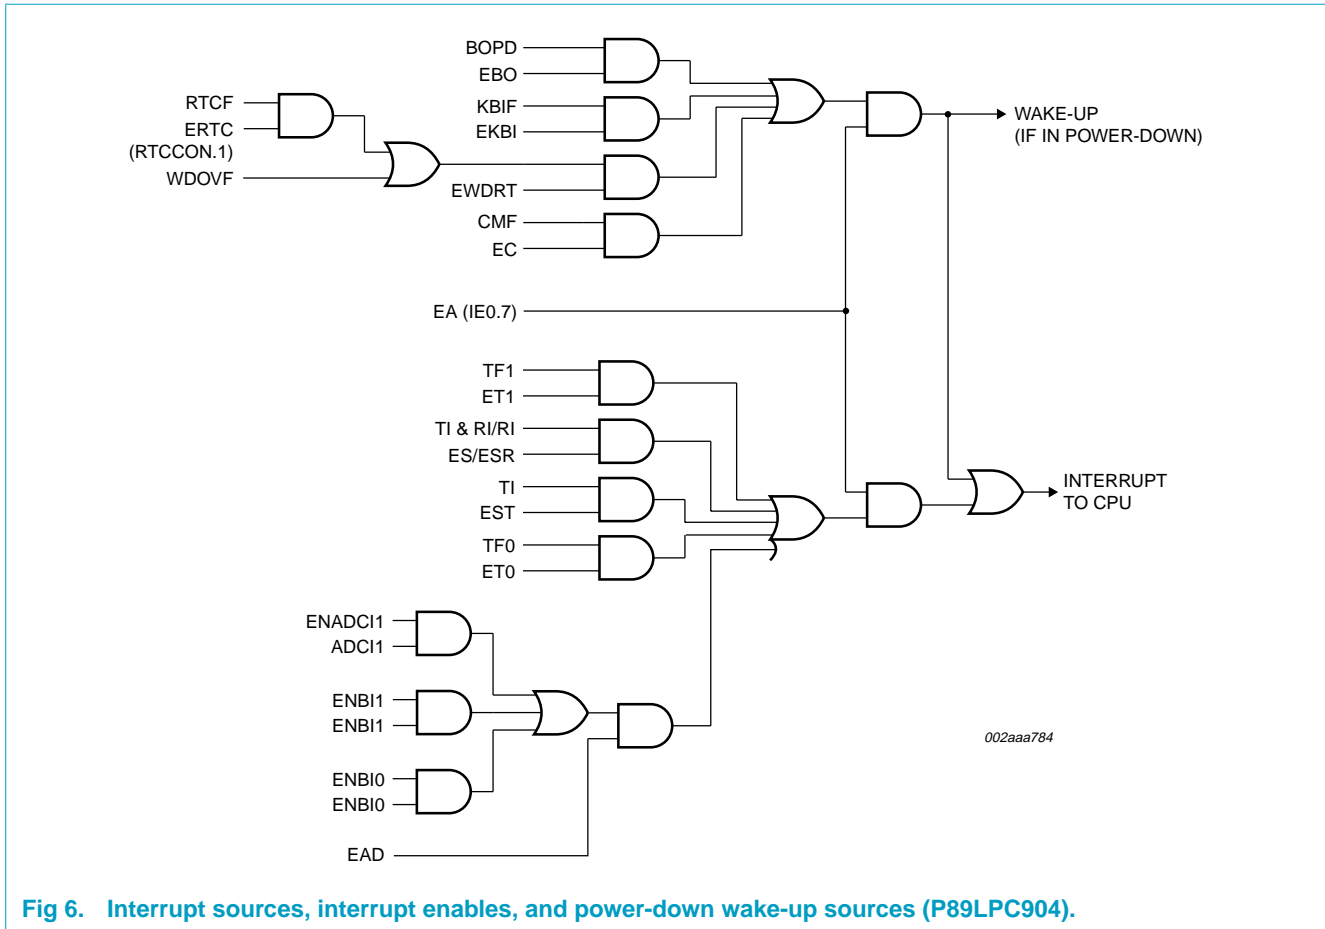 BOPD
EBO
RTCF
ERTC
(RTCCON.1)
WDOVF
KBIF
EKBI
EWDRT
CMF
EC
WAKE-UP
(IF IN POWER-DOWN)
EA (IE0.7)
TF1
ET1
TI & RI/RI
ES/ESR
TI
EST
TF0
ET0
INTERRUPT
TO CPU
ENADCI1
ADCI1
ENBI1
ENBI1
ENBI0
ENBI0
EAD
002aaa784
Fig 6. Interrupt sources, interrupt enables, and power-down wake-up sources (P89LPC904).